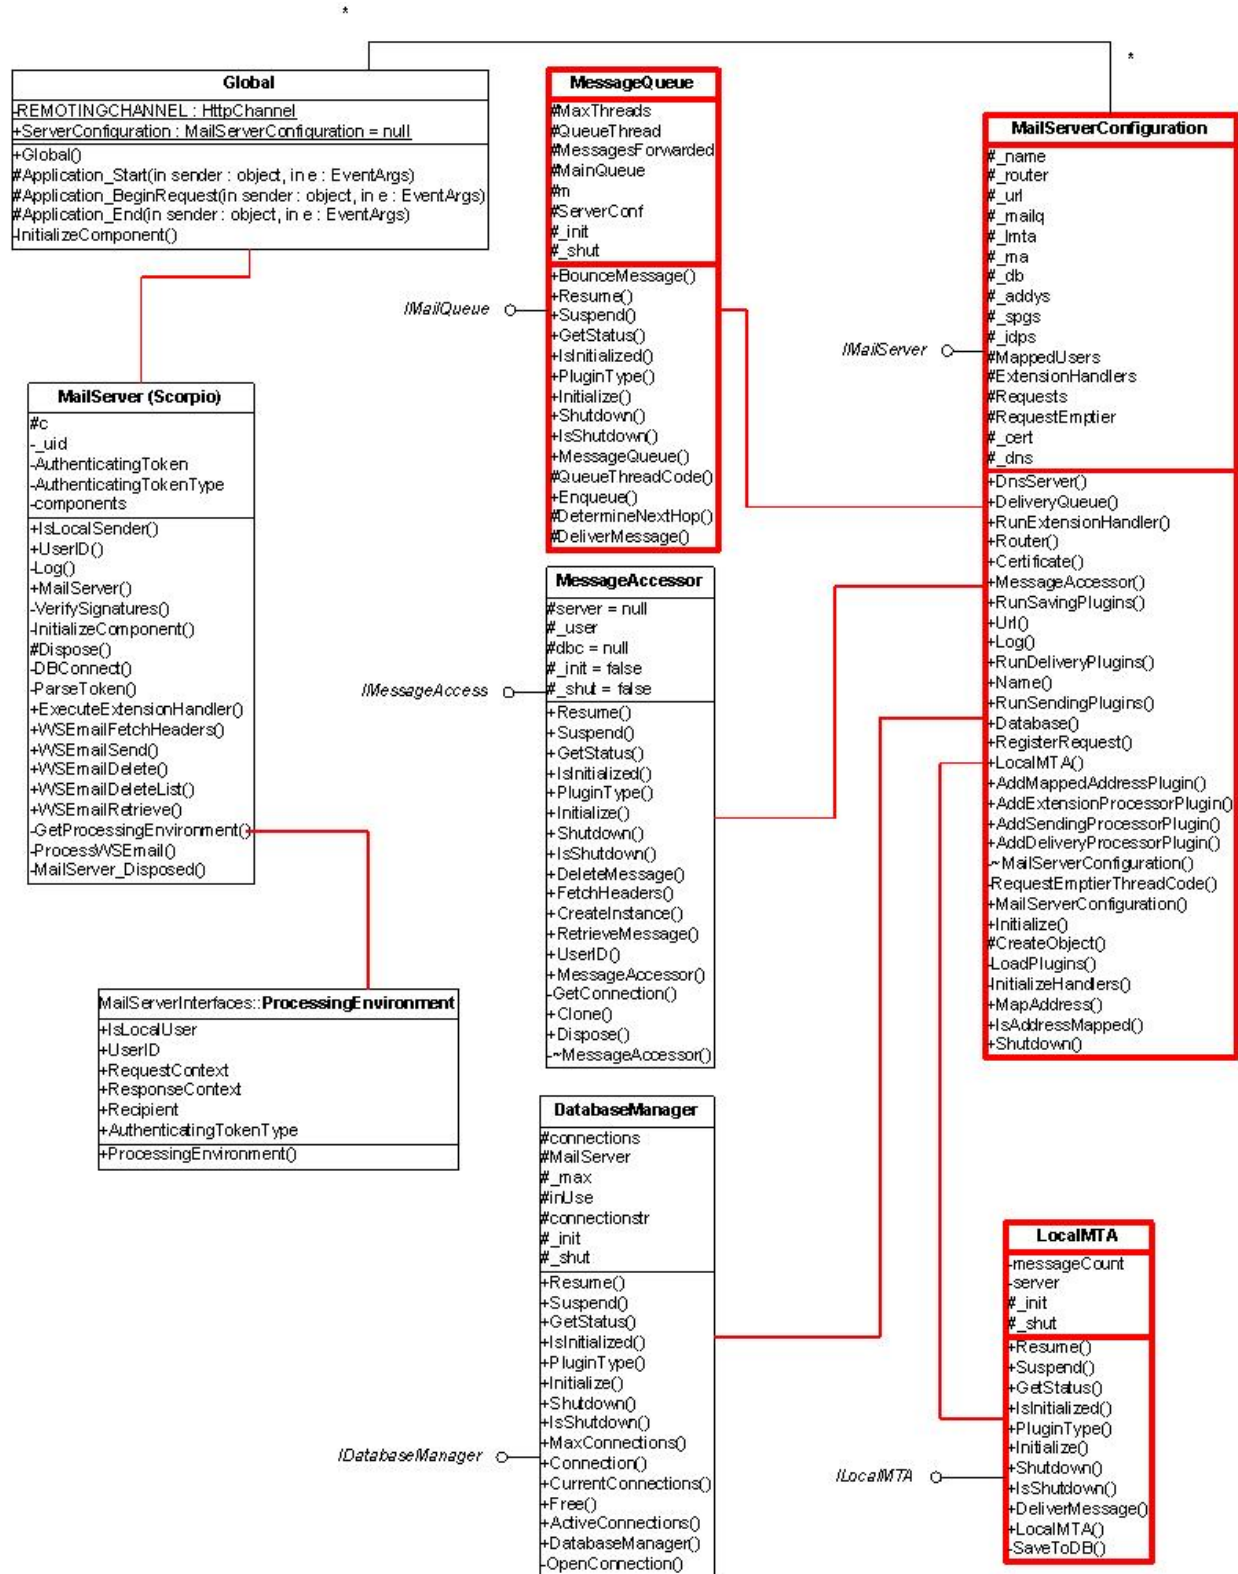 *
*
Global
-REMOTINGCHANNEL : HttpChannel
+ServerConfiguration : MailServerConfiguration = null
+Global()
#Application_Start(in sender : object, in e : EventArgs)
#Application_BeginRequest(in sender : object, in e : EventArgs)
#Application_End(in sender : object, in e : EventArgs)
-InitializeComponent()
MessageQueue
#MaxThreads
#QueueThread
#MessagesForwarded
#MainQueue
#m
#ServerConf
#_init
#_shut
+BounceMessage()
+Resume()
+Suspend()
+GetStatus()
+IsInitialized()
+PluginType()
+Initialize()
+Shutdown()
+IsShutdown()
+MessageQueue()
#QueueThreadCode()
+Enqueue()
#DetermineNextHop()
#DeliverMessage()
IMailQueue
MailServerConfiguration
#_name
#_router
#_url
#_mailq
#_lmta
#_ma
#_db
#_addys
#_spgs
#_idps
#MappedUsers
#ExtensionHandlers
#Requests
#RequestEmptier
#_cert
#_dns
+DnsServer()
+DeliveryQueue()
+RunExtensionHandler()
+Router()
+Certificate()
+MessageAccessor()
+RunSavingPlugins()
+Url()
+Log()
+RunDeliveryPlugins()
+Name()
+RunSendingPlugins()
+Database()
+RegisterRequest()
+LocalMTA()
+AddMappedAddressPlugin()
+AddExtensionProcessorPlugin()
+AddSendingProcessorPlugin()
+AddDeliveryProcessorPlugin()
-~MailServerConfiguration()
-RequestEmptierThreadCode()
+MailServerConfiguration()
+Initialize()
#CreateObject()
-LoadPlugins()
-InitializeHandlers()
+MapAddress()
+IsAddressMapped()
+Shutdown()
IMailServer
MailServer (Scorpio)
#c
-_uid
-AuthenticatingToken
-AuthenticatingTokenType
-components
+IsLocalSender()
+UserID()
-Log()
+MailServer()
-VerifySignatures()
-InitializeComponent()
#Dispose()
-DBConnect()
-ParseToken()
+ExecuteExtensionHandler()
+WSEmailFetchHeaders()
+WSEmailSend()
+WSEmailDelete()
+WSEmailDeleteList()
+WSEmailRetrieve()
-GetProcessingEnvironment()
-ProcessWSEmail()
-MailServer_Disposed()
MessageAccessor
#server = null
#_user
#dbc = null
#_init = false
#_shut = false
+Resume()
+Suspend()
+GetStatus()
+IsInitialized()
+PluginType()
+Initialize()
+Shutdown()
+IsShutdown()
+DeleteMessage()
+FetchHeaders()
+CreateInstance()
+RetrieveMessage()
+UserID()
+MessageAccessor()
-GetConnection()
+Clone()
+Dispose()
-~MessageAccessor()
IMessageAccess
MailServerInterfaces::ProcessingEnvironment
+IsLocalUser
+UserID
+RequestContext
+ResponseContext
+Recipient
+AuthenticatingTokenType
+ProcessingEnvironment()
DatabaseManager
#connections
#MailServer
#_max
#inUse
#connectionstr
#_init
#_shut
+Resume()
+Suspend()
+GetStatus()
+IsInitialized()
+PluginType()
+Initialize()
+Shutdown()
+IsShutdown()
+MaxConnections()
+Connection()
+CurrentConnections()
+Free()
+ActiveConnections()
+DatabaseManager()
-OpenConnection()
IDatabaseManager
LocalMTA
-messageCount
-server
#_init
#_shut
+Resume()
+Suspend()
+GetStatus()
+IsInitialized()
+PluginType()
+Initialize()
+Shutdown()
+IsShutdown()
+DeliverMessage()
+LocalMTA()
-SaveToDB()
ILocalMTA